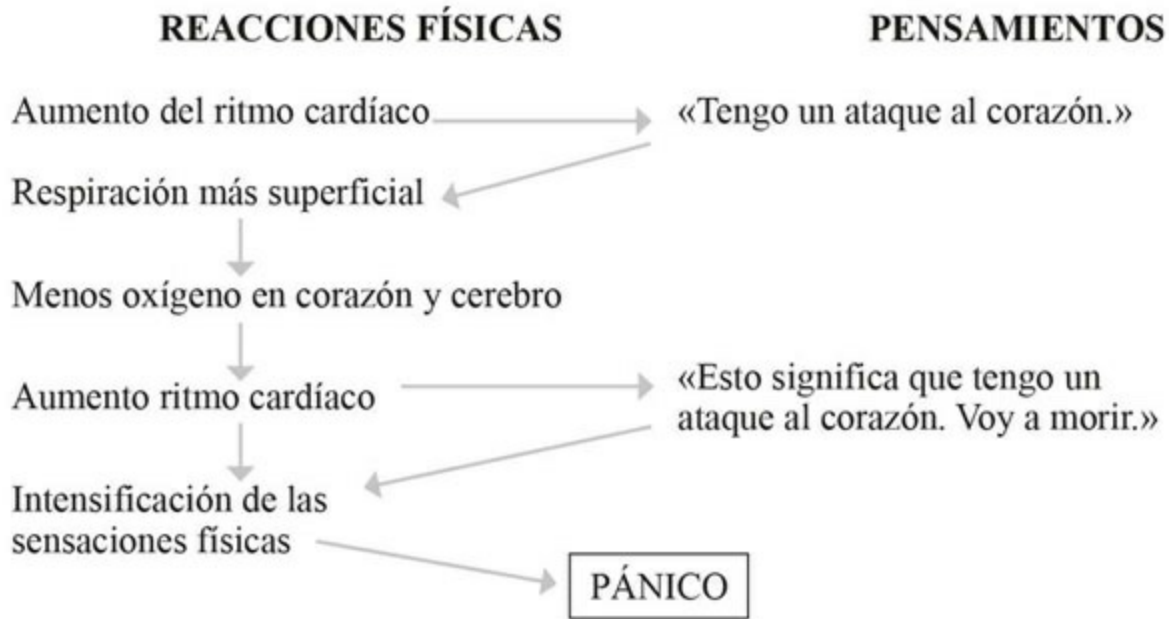 REACCIONES FÍSICAS
PENSAMIENTOS
Aumento del ritmo cardíaco
«Tengo un ataque al corazón.»
Respiración más superficial
Menos oxígeno en corazón y cerebro
Aumento ritmo cardíaco
«Esto significa que tengo un
ataque al corazón. Voy a morir.»
Intensificación de las
sensaciones físicas
PÁNICO